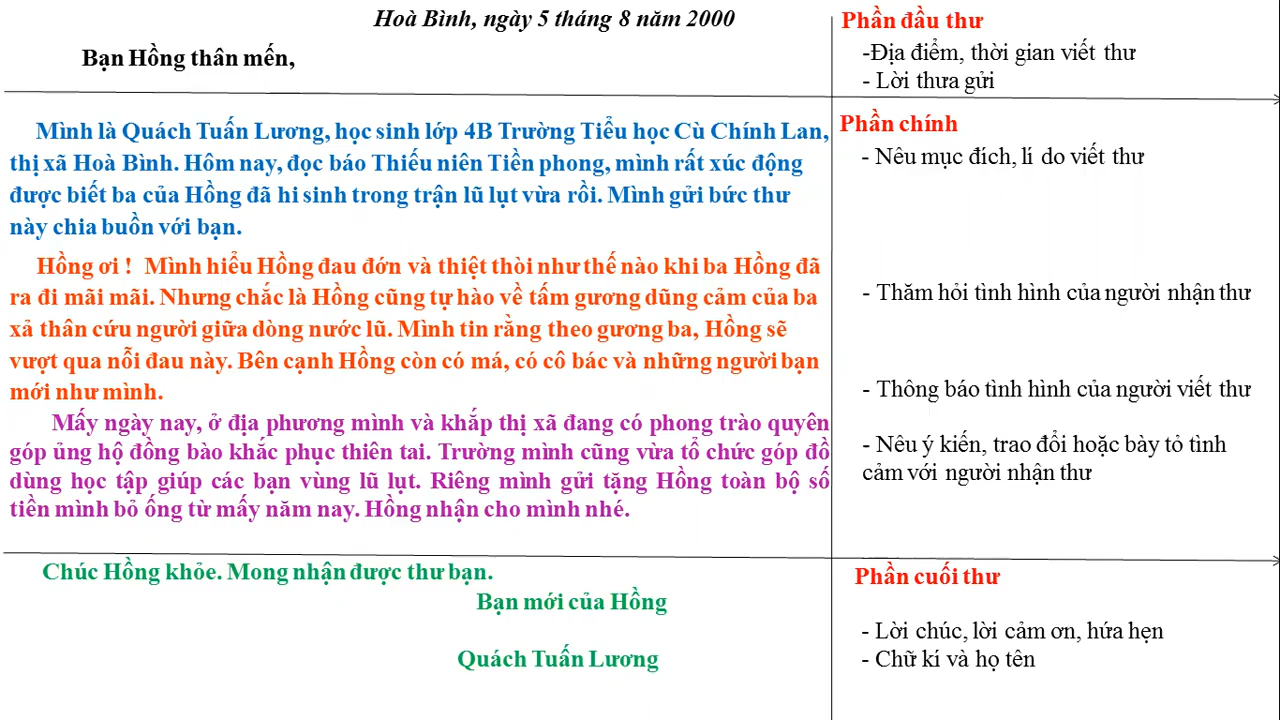 Hoà Bình, ngày 5 tháng 8 năm 2000
Bạn Hồng thân mến,
Phần đầu thư
-Địa điểm, thời gian viết thư
- Lời thưa gửi
Mình là Quách Tuấn Lương, học sinh lớp 4B Trường Tiểu học Cù Chính Lan,
thị xã Hoà Bình. Hôm nay, đọc báo Thiếu niên Tiền phong, mình rất xúc động
được biết ba của Hồng đã hi sinh trong trận lũ lụt vừa rồi. Mình gửi bức thư
này chia buồn với bạn.
Hồng ơi ! Mình hiểu Hồng đau đớn và thiệt thòi như thế nào khi ba Hồng đã
ra đi mãi mãi. Nhưng chắc là Hồng cũng tự hào về tấm gương dũng cảm của ba
xả thân cứu người giữa dòng nước lũ. Mình tin rằng theo gương ba, Hồng sẽ
vượt qua nỗi đau này. Bên cạnh Hồng còn có má, có cô bác và những người bạn
mới như mình.
Mấy ngày nay, ở địa phương mình và khắp thị xã đang có phong trào quyên
góp ủng hộ đồng bào khắc phục thiên tai. Trường mình cũng vừa tổ chức góp đồ
dùng học tập giúp các bạn vùng lũ lụt. Riêng mình gửi tặng Hồng toàn bộ số
tiền mình bỏ ống từ mấy năm nay. Hồng nhận cho mình nhé.
Phần chính
- Nêu mục đích, lí do viết thư
- Thăm hỏi tình hình của người nhận thư
- Thông báo tình hình của người viết thư
- Nêu ý kiến, trao đổi hoặc bày tỏ tình
cảm với người nhận thư
Chúc Hồng khỏe. Mong nhận được thư bạn.
Bạn mới của Hồng
Quách Tuấn Lương
Phần cuối thư
- Lời chúc, lời cảm ơn, hứa hẹn
- Chữ kí và họ tên